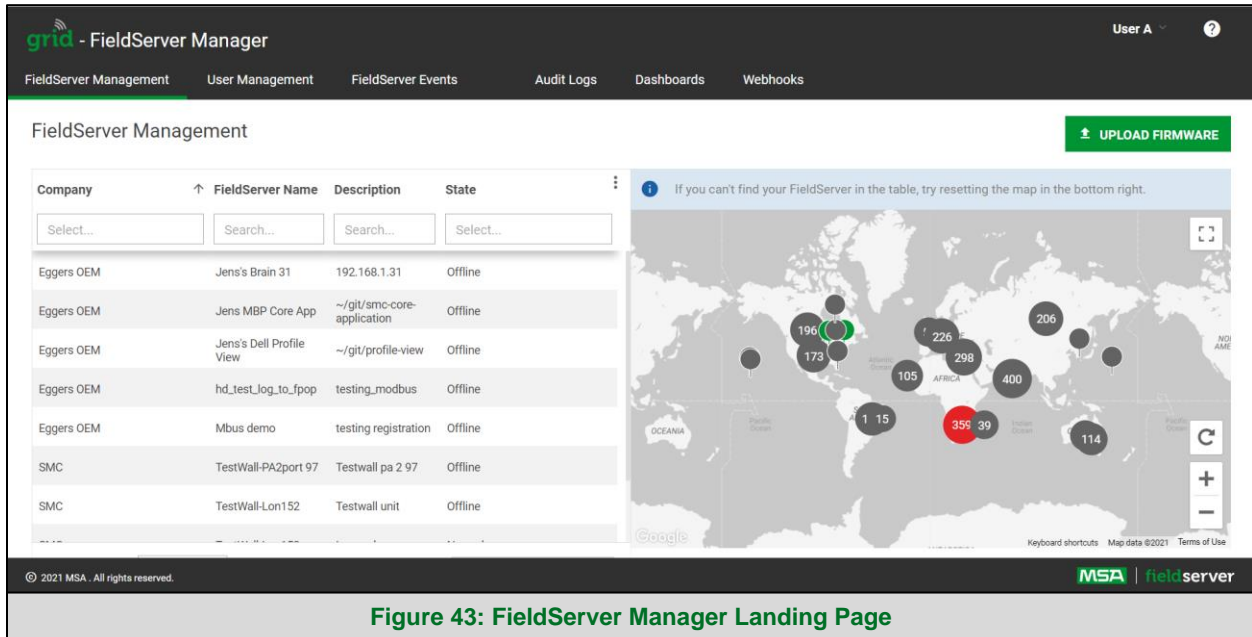 grid - FieldServer Manager
User A
?
FieldServer Management User Management FieldServer Events Audit Logs Dashboards Webhooks
FieldServer Management
UPLOAD FIRMWARE
Company FieldServer Name Description State
Select... Search... Search... Select...
Eggers OEM Jens's Brain 31 192.168.1.31 Offline
Eggers OEM Jens MBP Core App ~/git/smc-core-
application Offline
Eggers OEM Jens's Dell Profile
View ~/git/profile-view Offline
Eggers OEM hd_test_log_to_fpop testing_modbus Offline
Eggers OEM Mbus demo testing registration Offline
SMC TestWall-PA2port 97 Testwall pa 2 97 Offline
SMC TestWall-Lon152 Testwall unit Offline
If you can't find your FieldServer in the table, try resetting the map in the bottom right.
206
196
226
173
298
105
AFRICA
400
1 15
359 39
114
OCEANIA
Pacific
Ocean
Atlantic
Ocean
Indian
Ocean
Google
Keyboard shortcuts Map data ©2021 Terms of Use
© 2021 MSA . All rights reserved.
MSA | fieldserver
Figure 43: FieldServer Manager Landing Page